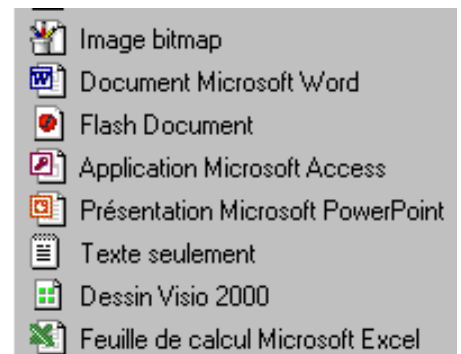 Image bitmap
Document Microsoft Word
Flash Document
Application Microsoft Access
Présentation Microsoft PowerPoint
Texte seulement
Dessin Visio 2000
Feuille de calcul Microsoft Excel